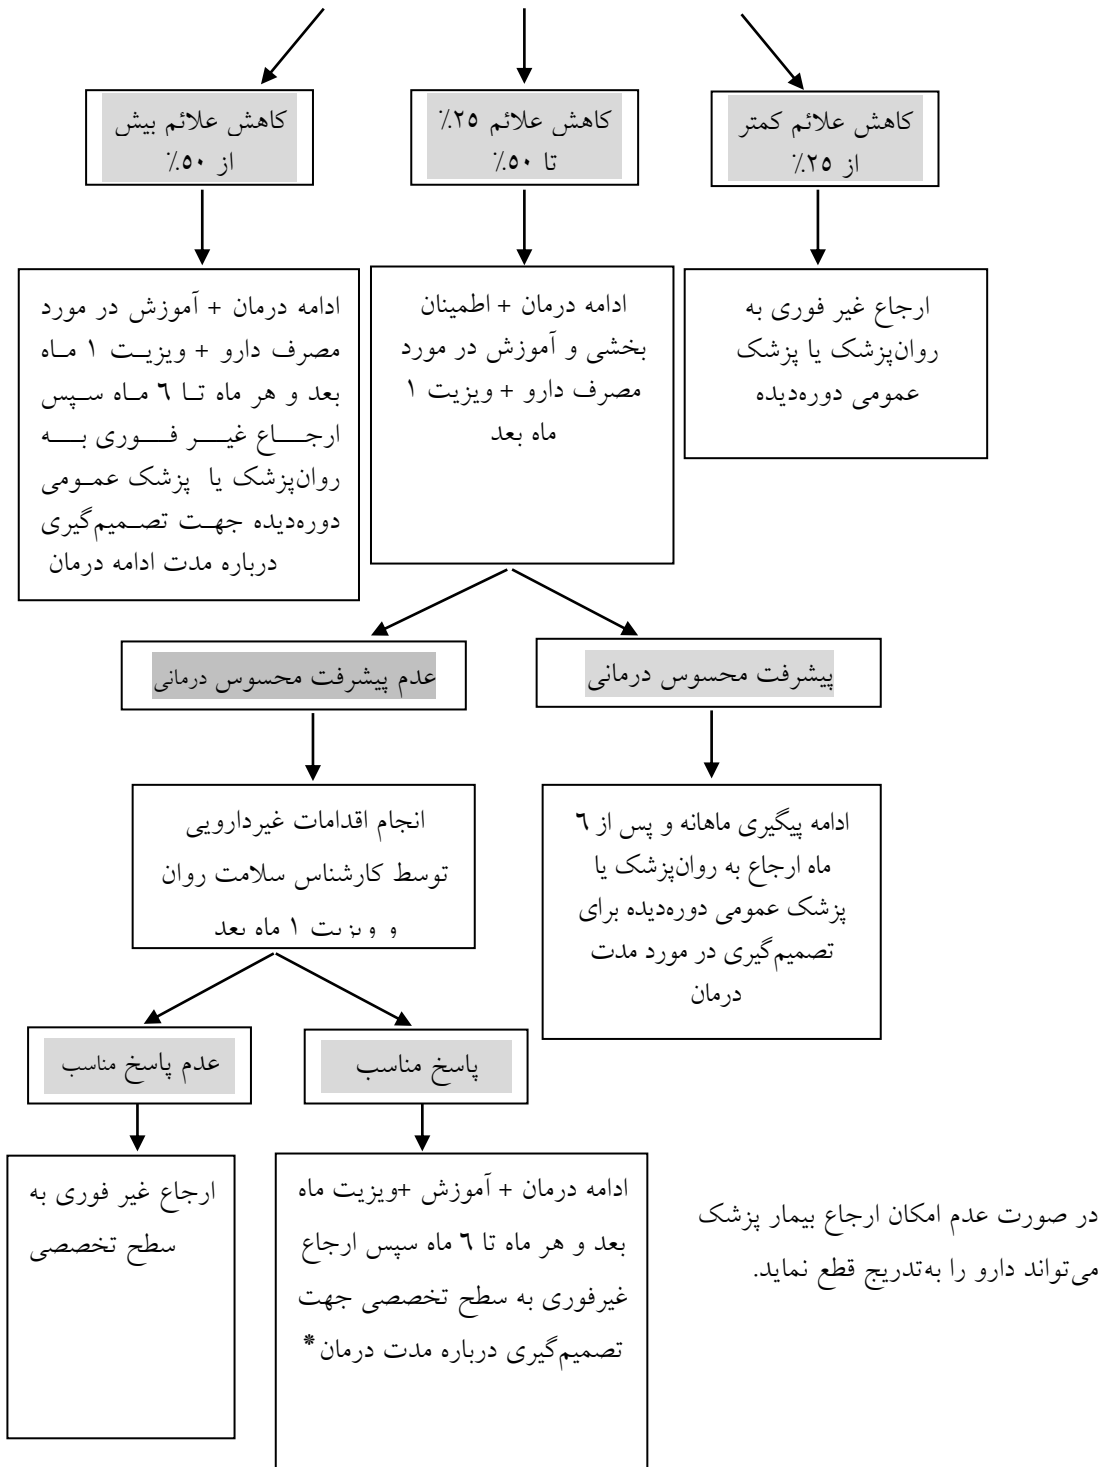 کاهش علائم کمتر
از ۲۵٪
کاهش علائم ۲۵٪
تا ۵۰٪
کاهش علائم بیش
از ۵۰٪
ارجاع غیر فوری به
روان‌پزشک یا پزشک
عمومی دوره‌دیده
ادامه درمان + اطمینان
بخشی و آموزش در مورد
مصرف دارو + ویزیت ۱
ماه بعد
ادامه درمان + آموزش در مورد
مصرف دارو + ویزیت ۱ ماه
بعد و هر ماه تا ۶ ماه سپس
ارجاع غیر فوری به
روان‌پزشک یا پزشک عمومی
دوره‌دیده جهت تصمیم‌گیری
درباره مدت ادامه درمان
پیشرفت محسوس درمانی
عدم پیشرفت محسوس درمانی
ادامه پیگیری ماهانه و پس از ۶
ماه ارجاع به روان‌پزشک یا
پزشک عمومی دوره‌دیده برای
تصمیم‌گیری در مورد مدت
درمان
انجام اقدامات غیردارویی
توسط کارشناس سلامت روان
و ویزیت ۱ ماه بعد
پاسخ مناسب
عدم پاسخ مناسب
ادامه درمان + آموزش +ویزیت ماه
بعد و هر ماه تا ۶ ماه سپس ارجاع
غیرفوری به سطح تخصصی جهت
تصمیم‌گیری درباره مدت درمان*
ارجاع غیر فوری به
سطح تخصصی
در صورت عدم امکان ارجاع بیمار پزشک
می‌تواند دارو را به‌تدریج قطع نماید.